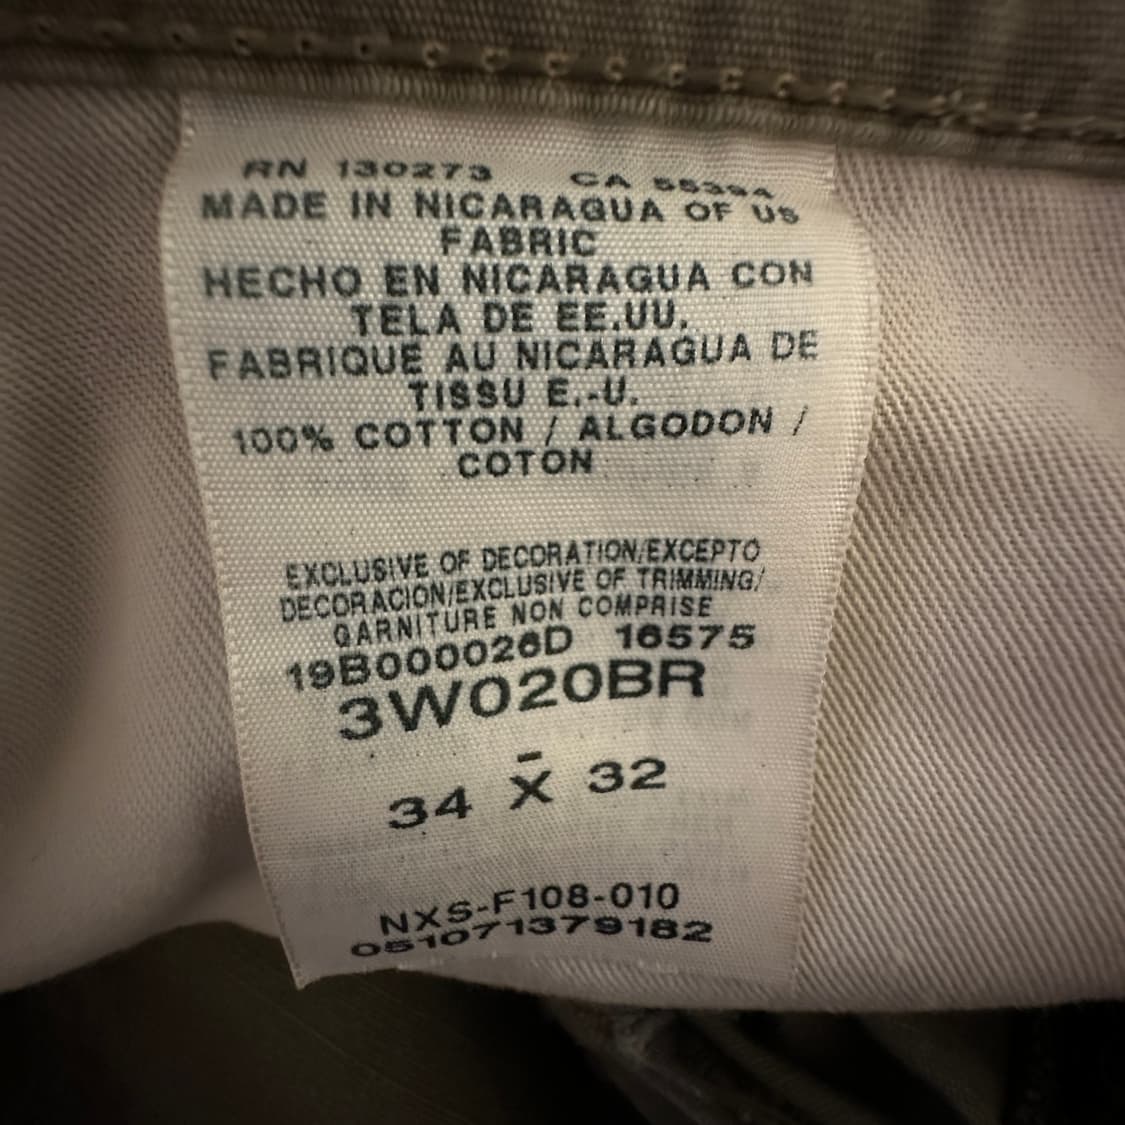 RN 130273 CA 55394
MADE IN NICARAGUA OF US
FABRIC
HECHO EN NICARAGUA CON
TELA DE EE.UU.
FABRIQUE AU NICARAGUA DE
TISSU E.-U.
100% COTTON / ALGODON /
COTON
EXCLUSIVE OF DECORATION/EXCEPTO
DECORACION/EXCLUSIVE OF TRIMMING/
GARNITURE NON COMPRISE
19B000026D 16575
3W020BR
-
34 X 32
NXS-F108-010
051071379182